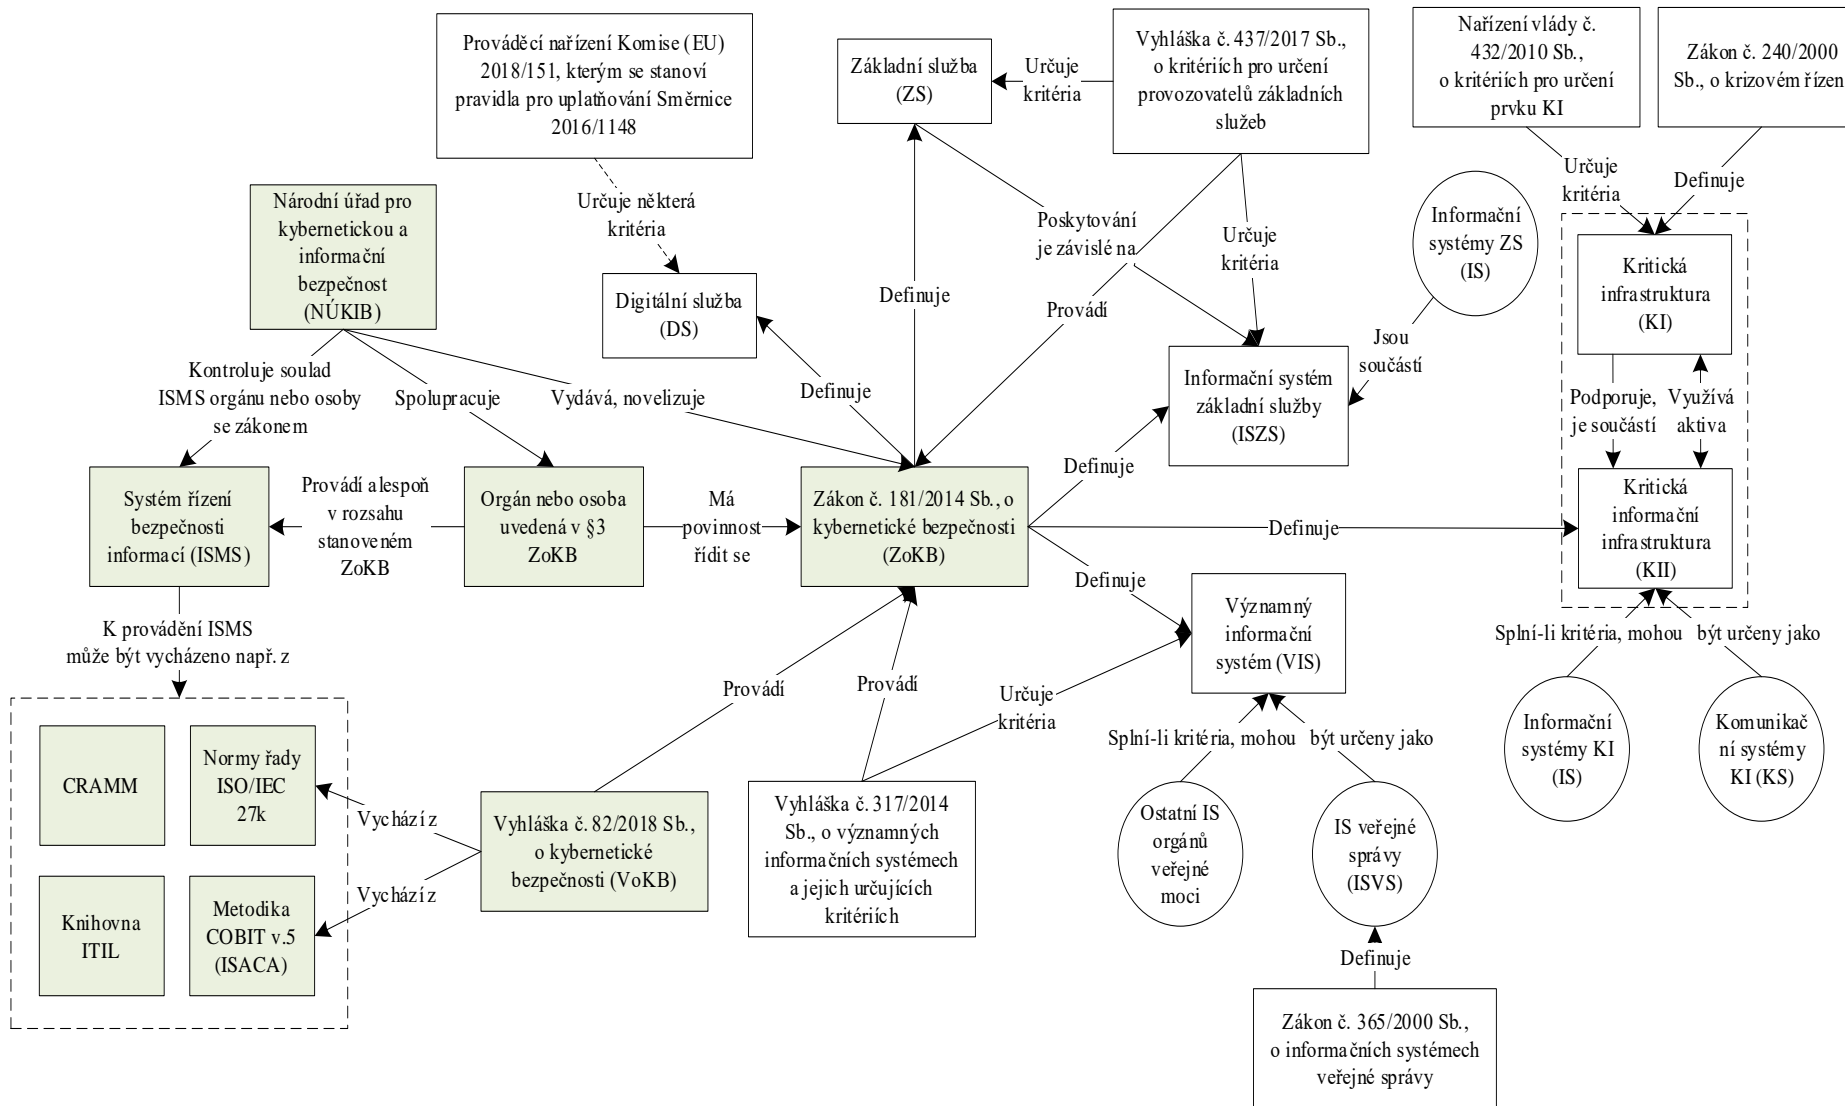 Prováděcí nařízení Komise (EU)
2018/151, kterým se stanoví
pravidla pro uplatňování Směrnice
2016/1148
Základní služba
(ZS)
Určuje
kritéria
Vyhláška č. 437/2017 Sb.,
o kritériích pro určení
provozovatelů základních
služeb
Nařízení vlády č.
432/2010 Sb.,
o kritériích pro určení
prvku KI
Zákon č. 240/2000
Sb., o krizovém řízen
Národní úřad pro
kybernetickou a
informační
bezpečnost
(NÚKIB)
Určuje některá
kritéria
Digitální služba
(DS)
Definuje
Poskytování
je závislé na
Určuje
kritéria
Provádí
Informační
systémy ZS
(IS)
Jsou
součástí
Určuje
kritéria
Definuje
Kritická
infrastruktura
(KI)
Podporuje,
je součástí
Využívá
aktiva
Kontroluje soulad
ISMS orgánu nebo osoby
se zákonem
Spolupracuje
Vydává, novelizuje
Definuje
Informační systém
základní služby
(ISZS)
Definuje
Systém řízení
bezpečnosti
informací (ISMS)
Provádí alespoň
v rozsahu
stanoveném
ZoKB
Orgán nebo osoba
uvedená v §3
ZoKB
Má
povinnost
řídit se
Zákon č. 181/2014 Sb., o
kybernetické bezpečnosti
(ZoKB)
Definuje
Kritická
informační
infrastruktura
(KII)
Definuje
Významný
informační
systém (VIS)
Splní-li kritéria, mohou
být určeny jako
Informační
systémy KI
(IS)
Komunikač
ní systémy
KI (KS)
K provádění ISMS
může být vycházeno např. z
CRAMM
Normy řady
ISO/IEC
27k
Knihovna
ITIL
Metodika
COBIT v.5
(ISACA)
Vychází z
Vychází z
Vyhláška č. 82/2018 Sb.,
o kybernetické
bezpečnosti (VoKB)
Provádí
Provádí
Určuje
kritéria
Vyhláška č. 317/2014
Sb., o významných
informačních systémech
a jejich určujících
kritériích
Splní-li kritéria, mohou
být určeny jako
Ostatní IS
orgánů
veřejné
moci
IS veřejné
správy
(ISVS)
Definuje
Zákon č. 365/2000 Sb.,
o informačních systémech
veřejné správy